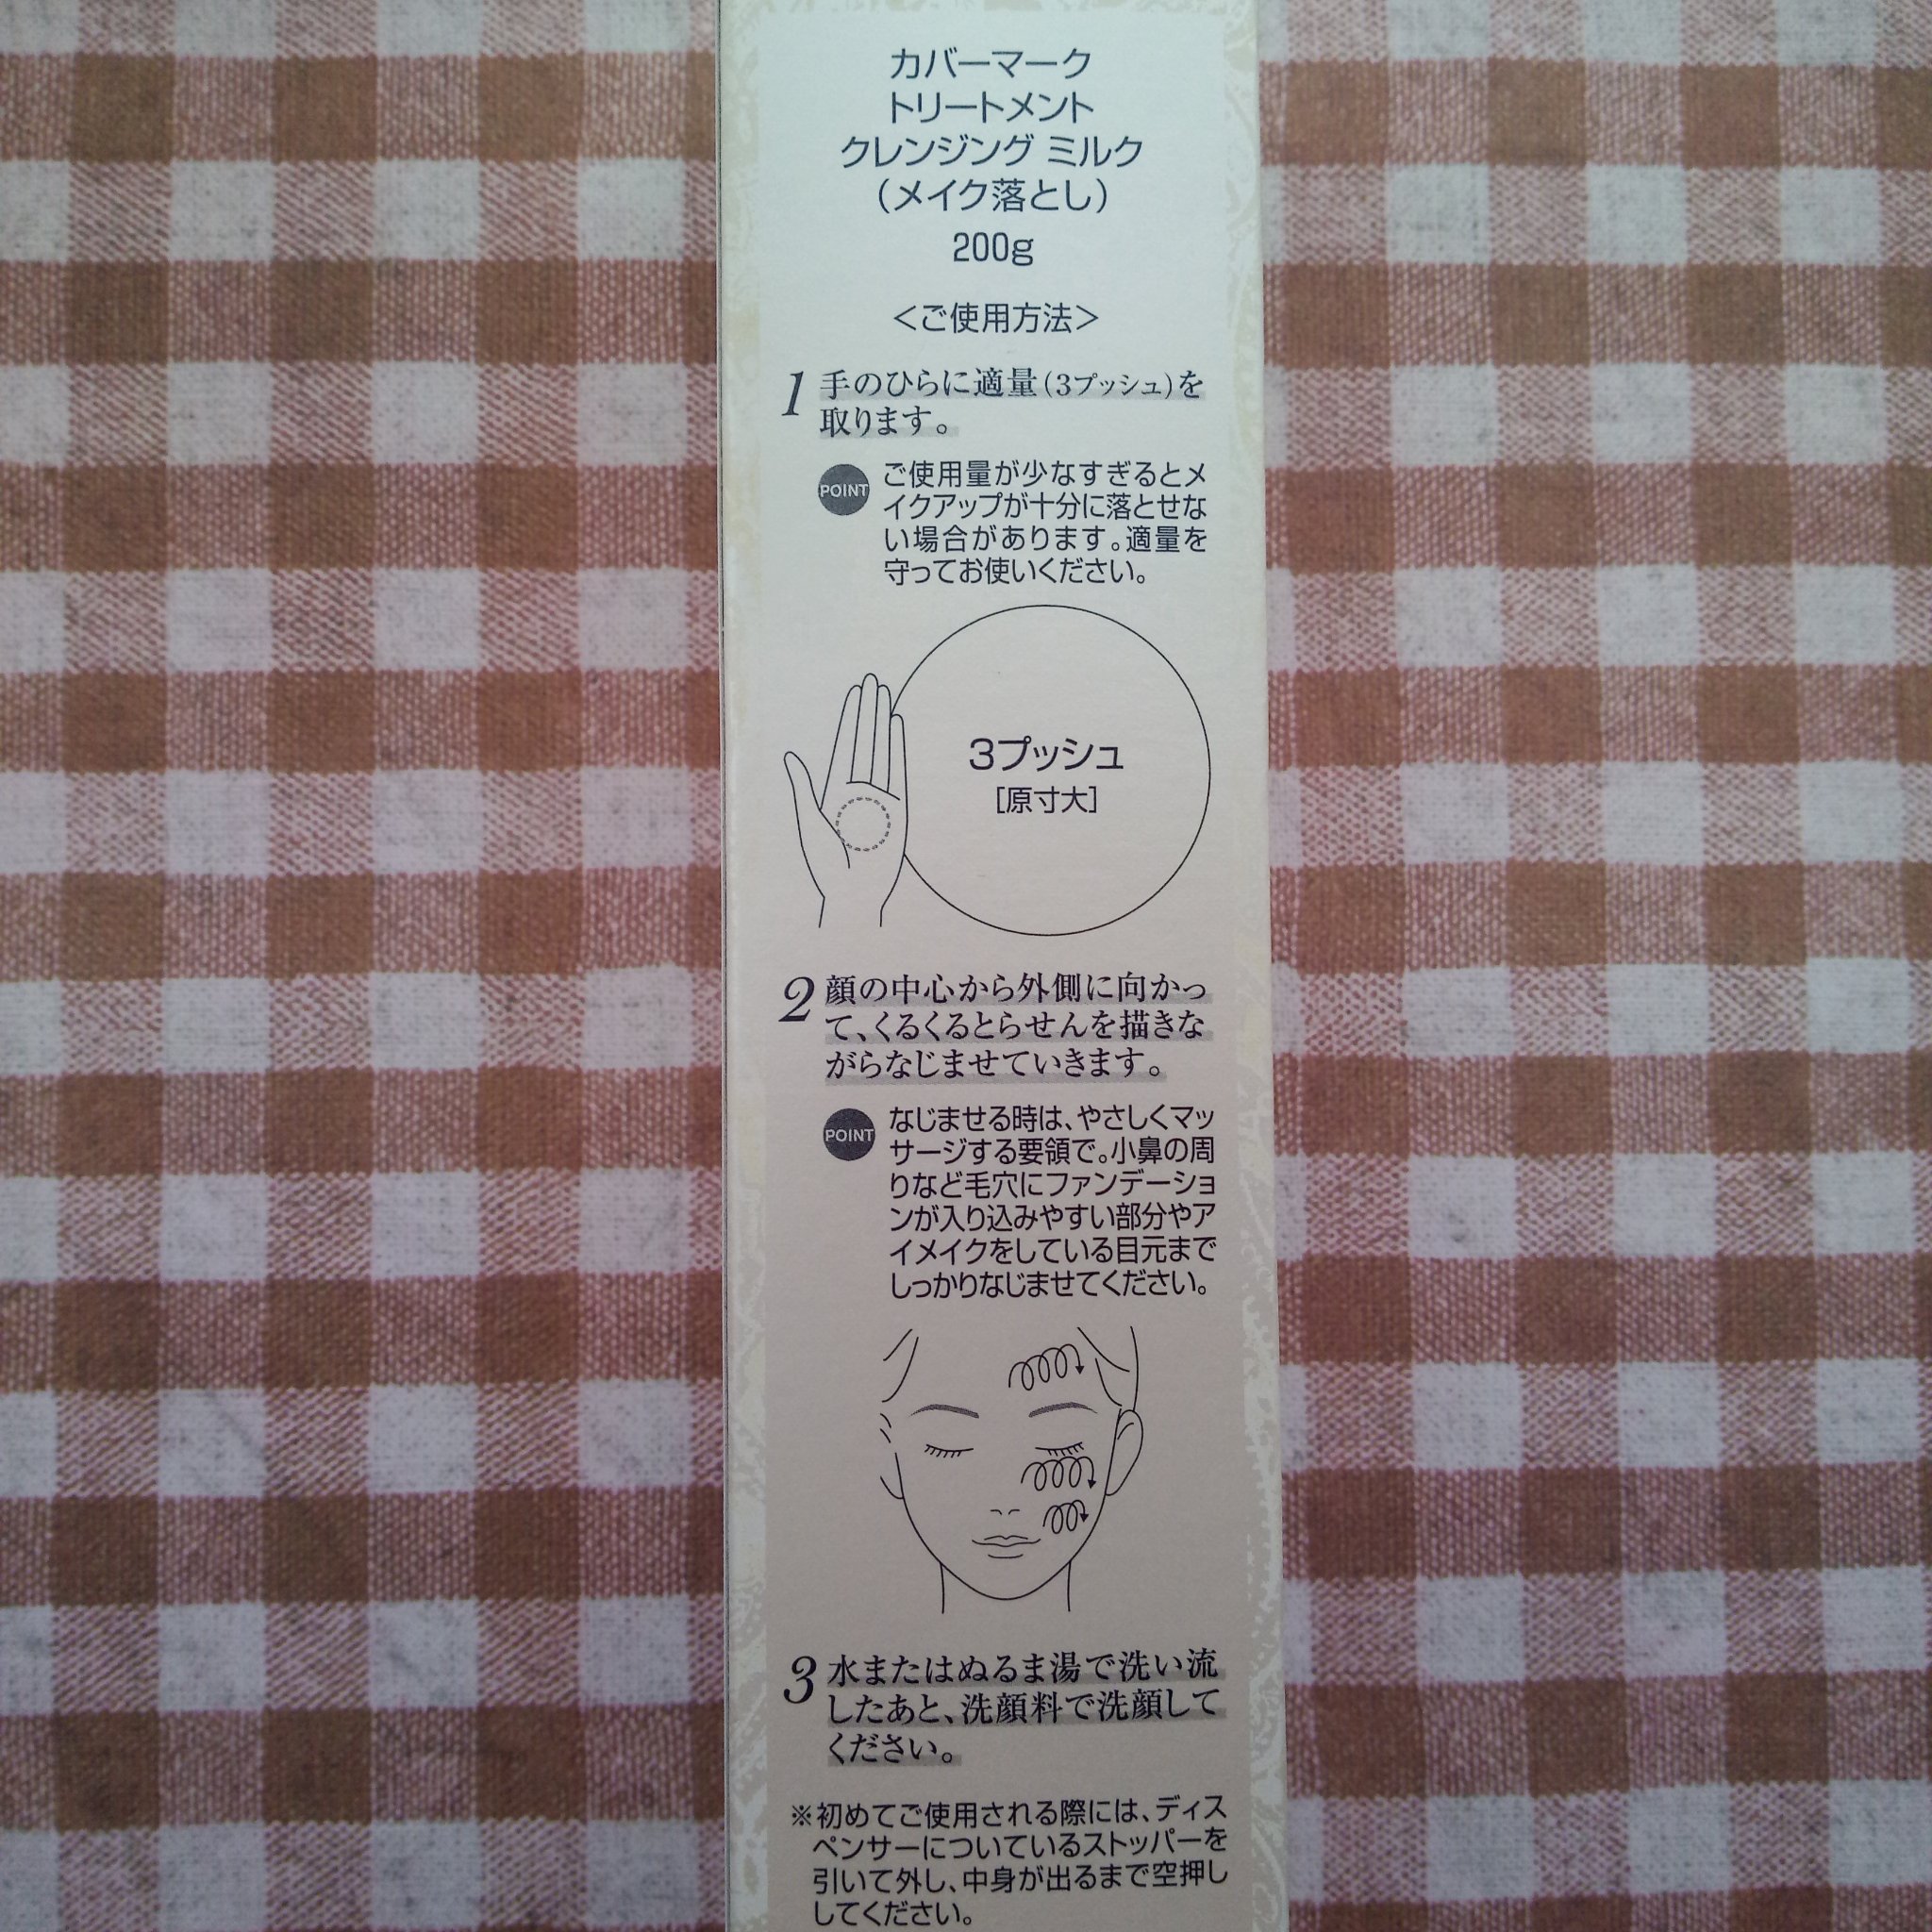 カバーマーク
トリートメント
クレンジング ミルク
(メイク落とし)
200g
<ご使用方法>
1 手のひらに適量(3プッシュ)を
取ります。
POINT ご使用量が少なすぎるとメ
イクアップが十分に落とせな
い場合があります。適量を
守ってお使いください。
3プッシュ
[原寸大]
2 顔の中心から外側に向かっ
て、くるくるとらせんを描きな
がらなじませていきます。
POINT なじませる時は、やさしくマッ
サージする要領で。小鼻の周
りなど毛穴にファンデーショ
ンが入り込みやすい部分やア
イメイクをしている目元まで
しっかりなじませてください。
3 水またはぬるま湯で洗い流
したあと、洗顔料で洗顔して
ください。
※初めてご使用される際には、ディス
ペンサーについているストッパーを
引いて外し、中身が出るまで空押し
してください。